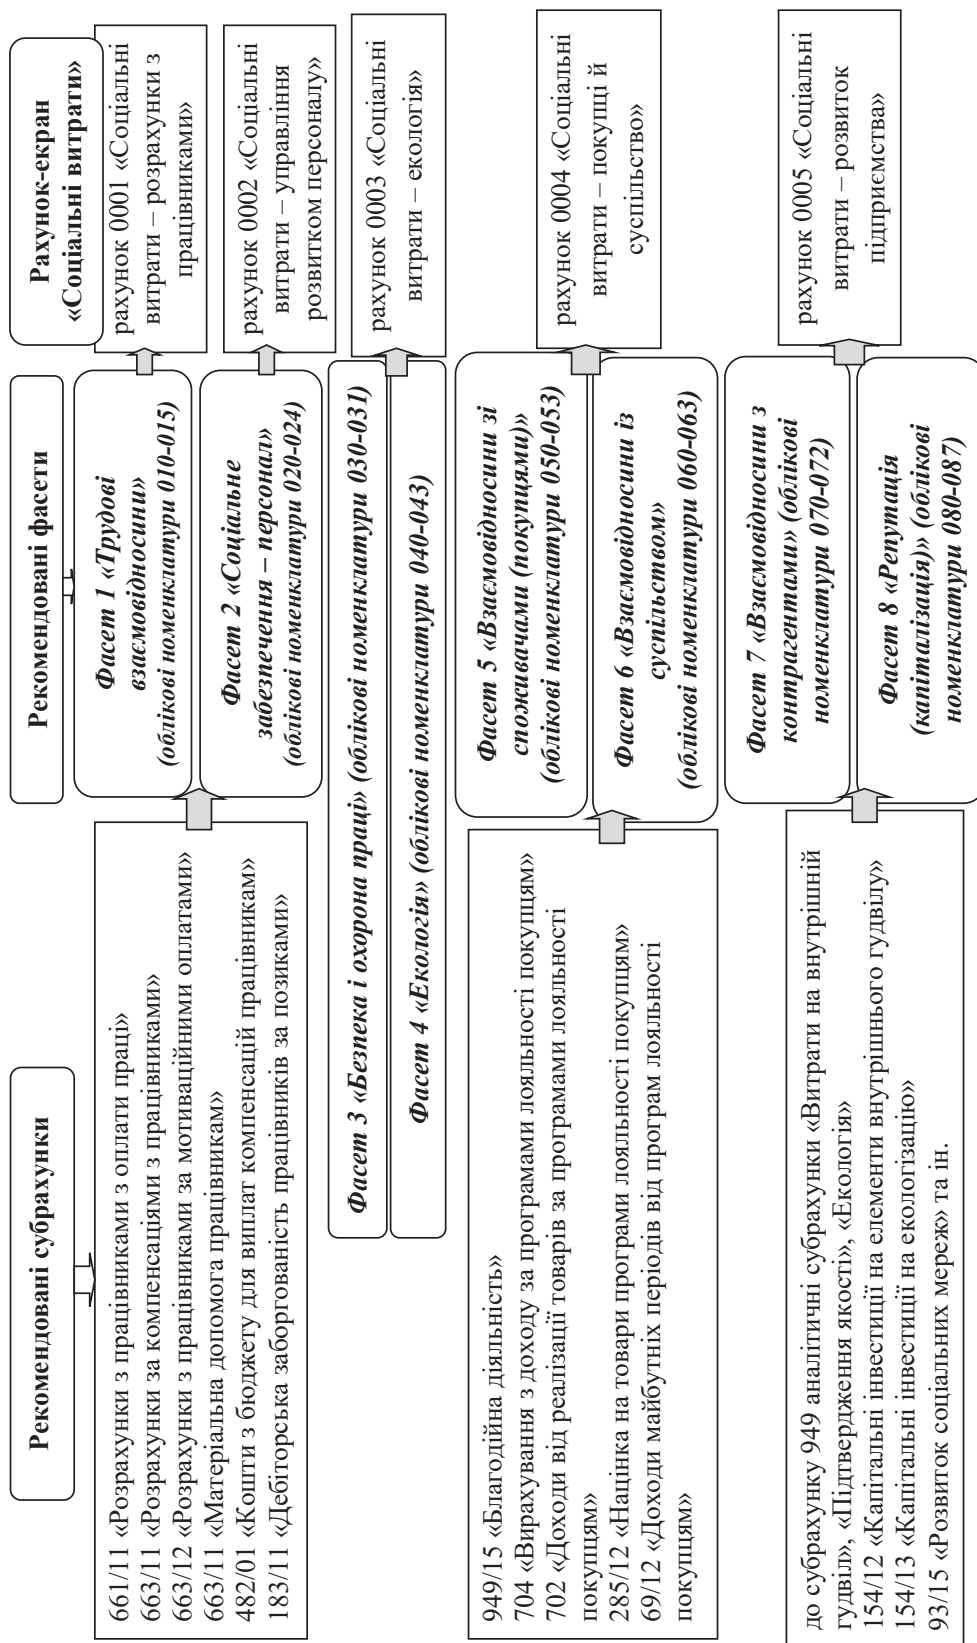 Рекомендовані субрахунки
661/11 «Розрахунки з працівниками з оплати праці»
663/11 «Розрахунки за компенсаціями з працівниками»
663/12 «Розрахунки з працівниками за мотиваційними оплатами»
663/11 «Матеріальна допомога працівникам»
482/01 «Кошти з бюджету для виплат компенсацій працівникам»
183/11 «Дебіторська заборгованість працівників за позиками»
949/15 «Благодійна діяльність»
704 «Вирахування з доходу за програмами лояльності покупцям»
702 «Доходи від реалізації товарів за програмами лояльності
покупцям»
285/12 «Націнка на товари програми лояльності покупцям»
69/12 «Доходи майбутніх періодів від програм лояльності
покупцям»
до субрахунку 949 аналітичні субрахунки «Витрати на внутрішній
гудвіл», «Підтвердження якості», «Екологія»
154/12 «Капітальні інвестиції на елементи внутрішнього гудвілу»
154/13 «Капітальні інвестиції на екологізацію»
93/15 «Розвиток соціальних мереж» та ін.
Рекомендовані фасети
Фасет 1 «Трудові
взаємовідносини»
(облікові номенклатури 010-015)
Фасет 2 «Соціальне
забезпечення – персонал»
(облікові номенклатури 020-024)
Фасет 3 «Безпека і охорона праці» (облікові номенклатури 030-031)
Фасет 4 «Екологія» (облікові номенклатури 040-043)
Фасет 5 «Взаємовідносини зі
споживачами (покупцями)»
(облікові номенклатури 050-053)
Фасет 6 «Взаємовідносини із
суспільством»
(облікові номенклатури 060-063)
Фасет 7 «Взаємовідносини з
контрагентами» (облікові
номенклатури 070-072)
Фасет 8 «Репутація
(капіталізація)» (облікові
номенклатури 080-087)
Рахунок-екран
«Соціальні витрати»
рахунок 0001 «Соціальні
витрати – розрахунки з
працівниками»
рахунок 0002 «Соціальні
витрати – управління
розвитком персоналу»
рахунок 0003 «Соціальні
витрати – екологія»
рахунок 0004 «Соціальні
витрати – покупці й
суспільство»
рахунок 0005 «Соціальні
витрати – розвиток
підприємства»